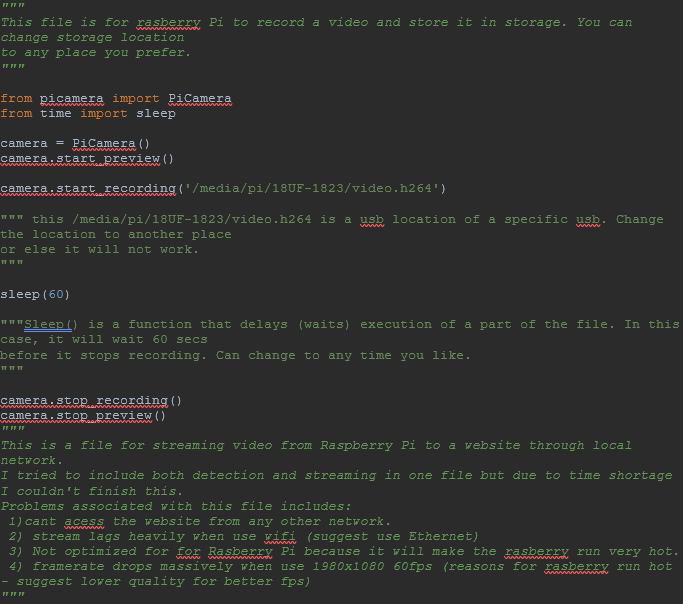 """
This file is for rasberry Pi to record a video and store it in storage. You can
change storage location
to any place you prefer.
"""
from picamera import PiCamera
from time import sleep
camera = PiCamera()
camera.start_preview()
camera.start_recording('/media/pi/18UF-1823/video.h264')
""" this /media/pi/18UF-1823/video.h264 is a usb location of a specific usb. Change
the location to another place
or else it will not work.
"""
sleep(60)
"""Sleep() is a function that delays (waits) execution of a part of the file. In this
case, it will wait 60 secs
before it stops recording. Can change to any time you like.
"""
camera.stop_recording()
camera.stop_preview()
"""
This is a file for streaming video from Raspberry Pi to a website through local
network.
I tried to include both detection and streaming in one file but due to time shortage
I couldn't finish this.
Problems associated with this file includes:
1)cant acess the website from any other network.
2) stream lags heavily when use wifi (suggest use Ethernet)
3) Not optimized for for Rasberry Pi because it will make the rasberry run very hot.
4) framerate drops massively when use 1980x1080 60fps (reasons for rasberry run hot
- suggest lower quality for better fps)
"""